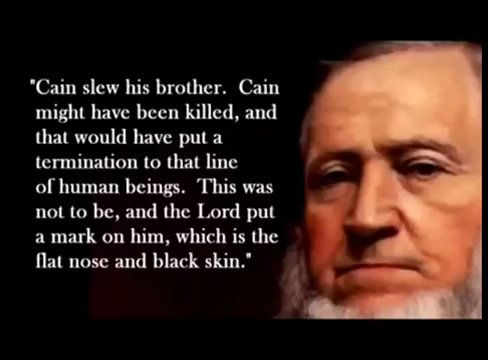 "Cain slew his brother. Cain
might have been killed, and
that would have put a
termination to that line
of human beings. This was
not to be, and the Lord put
a mark on him, which is the
flat nose and black skin."